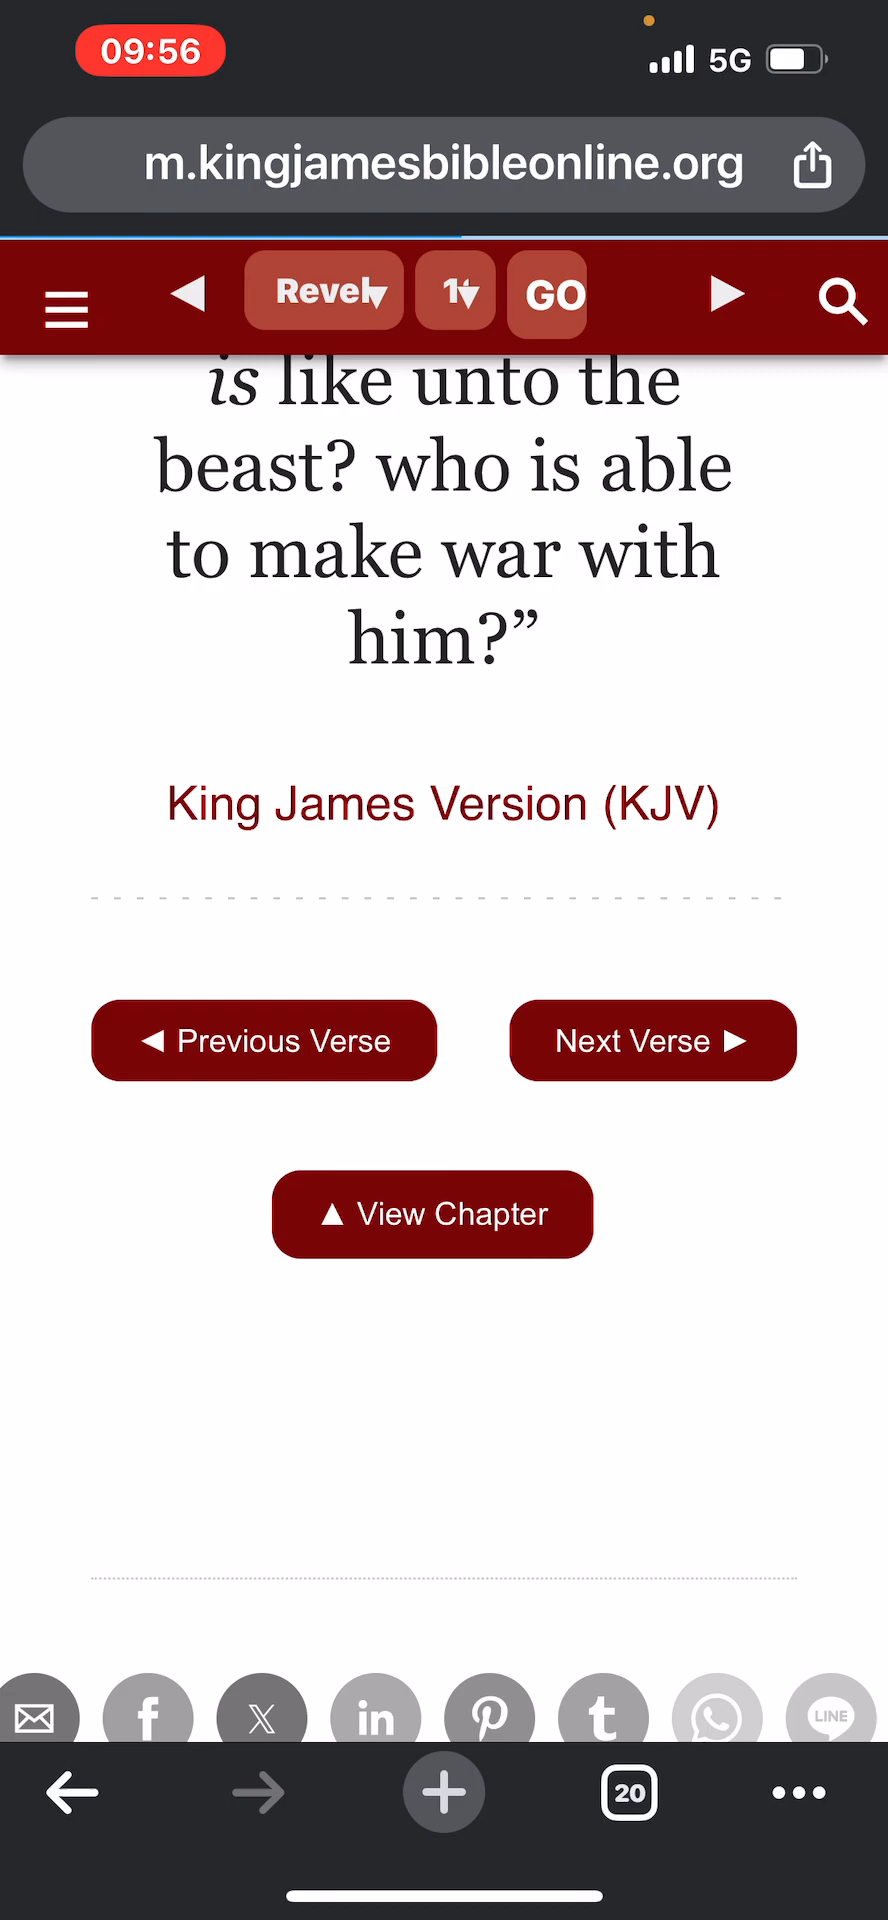 09:56
5G
m.kingjamesbibleonline.org
Revel
GO
is like unto the
beast? who is able
to make war with
him?”
King James Version (KJV)
◀ Previous Verse
Next Verse ▶
▲ View Chapter
f X in t LINE
20